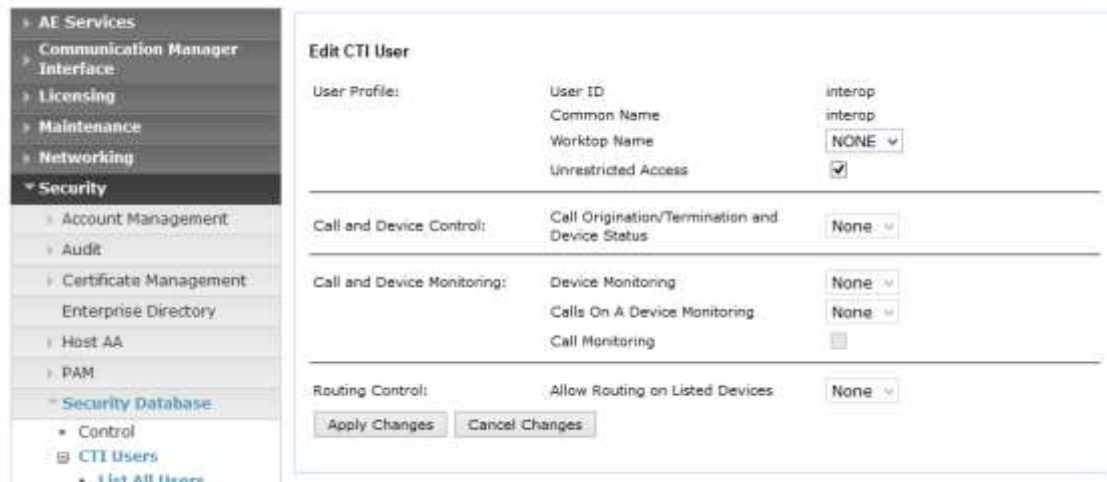 AE Services
Communication Manager
Interface
Licensing
Maintenance
Networking
Security
Account Management
Audit
Certificate Management
Enterprise Directory
Host AA
PAM
Security Database
Control
CTI Users
List All Users
Edit CTI User
User Profile: User ID interop
Common Name interop
Worktop Name NONE
Unrestricted Access
Call and Device Control: Call Origination/Termination and
Device Status None
Call and Device Monitoring: Device Monitoring None
Calls On A Device Monitoring None
Call Monitoring
Routing Control: Allow Routing on Listed Devices None
Apply Changes Cancel Changes